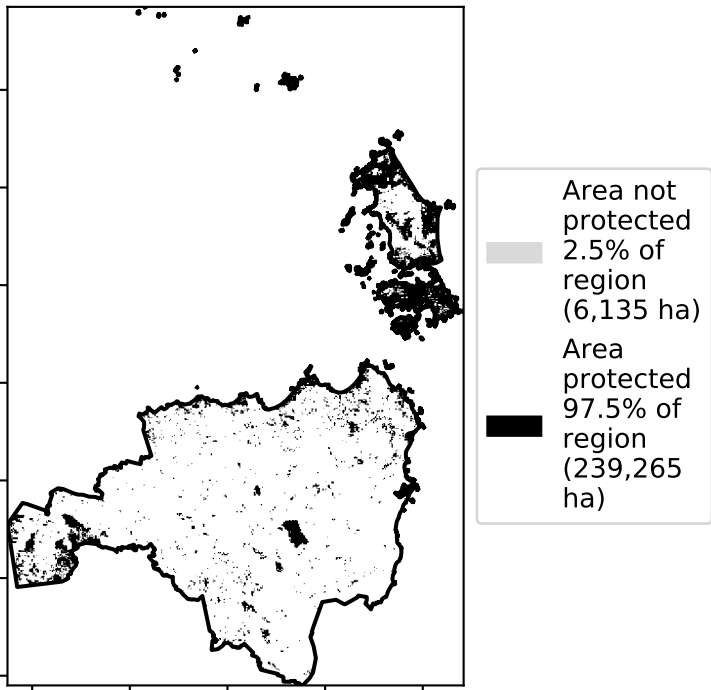 Area not
protected
2.5% of
region
(6,135 ha)
Area
protected
97.5% of
region
(239,265
ha)